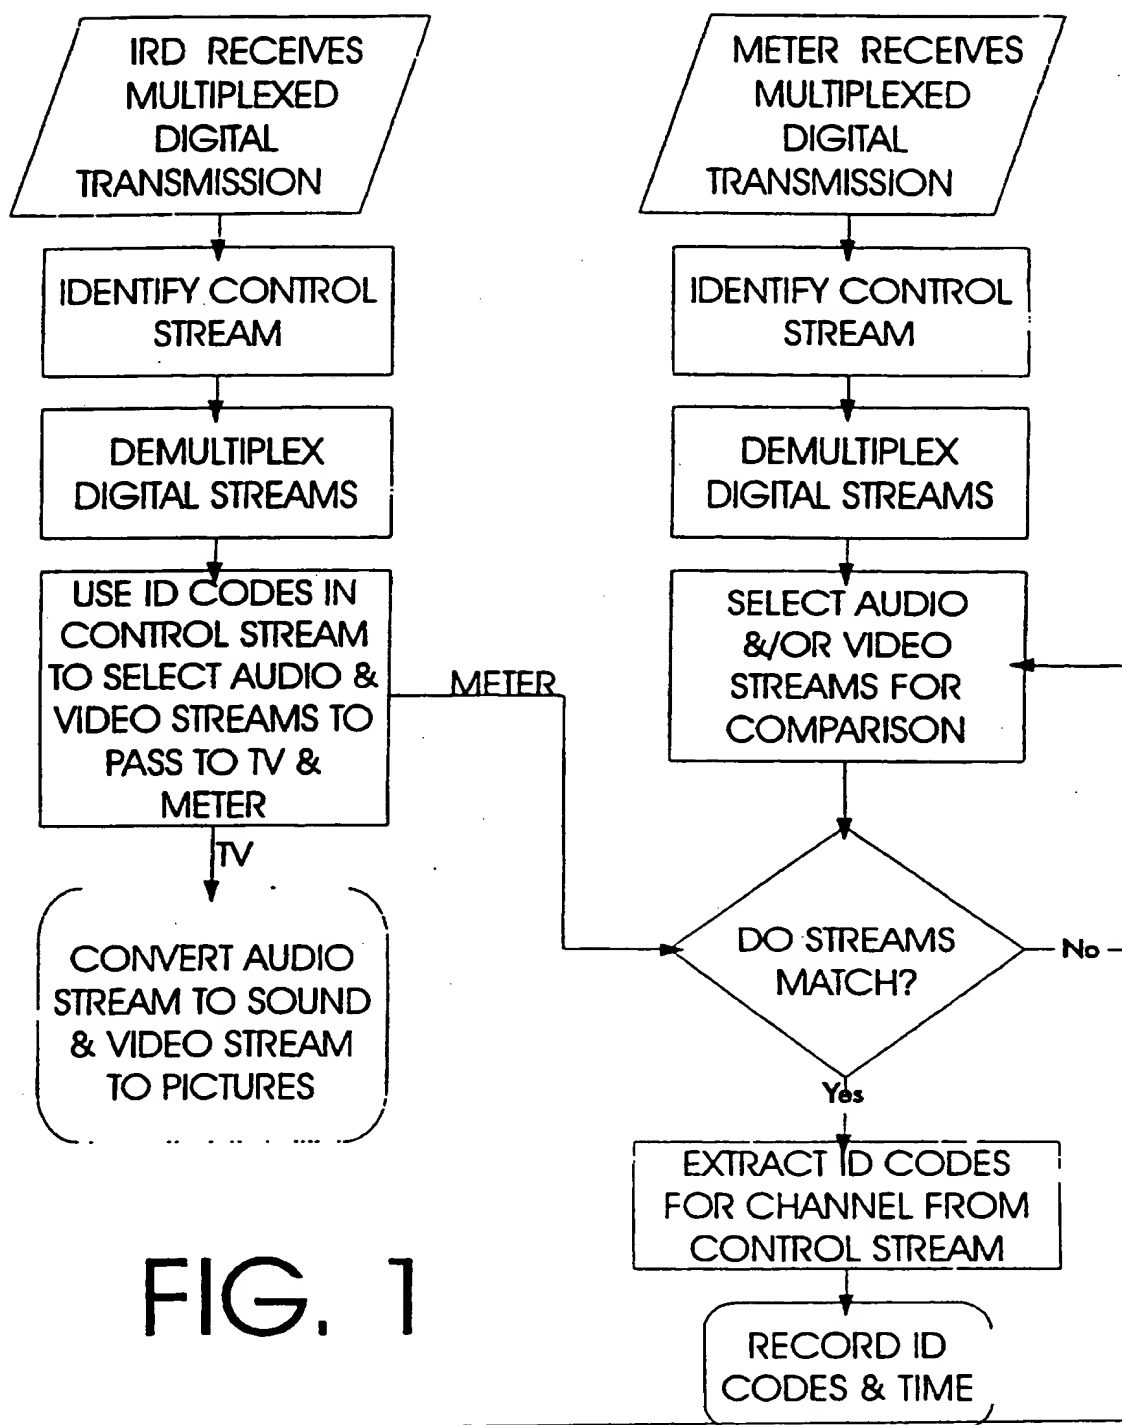 IRD RECEIVES
MULTIPLEXED
DIGITAL
TRANSMISSION
IDENTIFY CONTROL
STREAM
DEMULTIPLEX
DIGITAL STREAMS
USE ID CODES IN
CONTROL STREAM
TO SELECT AUDIO &
VIDEO STREAMS TO
PASS TO TV &
METER
METER
TV
CONVERT AUDIO
STREAM TO SOUND
& VIDEO STREAM
TO PICTURES
METER RECEIVES
MULTIPLEXED
DIGITAL
TRANSMISSION
IDENTIFY CONTROL
STREAM
DEMULTIPLEX
DIGITAL STREAMS
SELECT AUDIO
&/OR VIDEO
STREAMS FOR
COMPARISON
DO STREAMS
MATCH?
No
Yes
EXTRACT ID CODES
FOR CHANNEL FROM
CONTROL STREAM
RECORD ID
CODES & TIME
FIG. 1